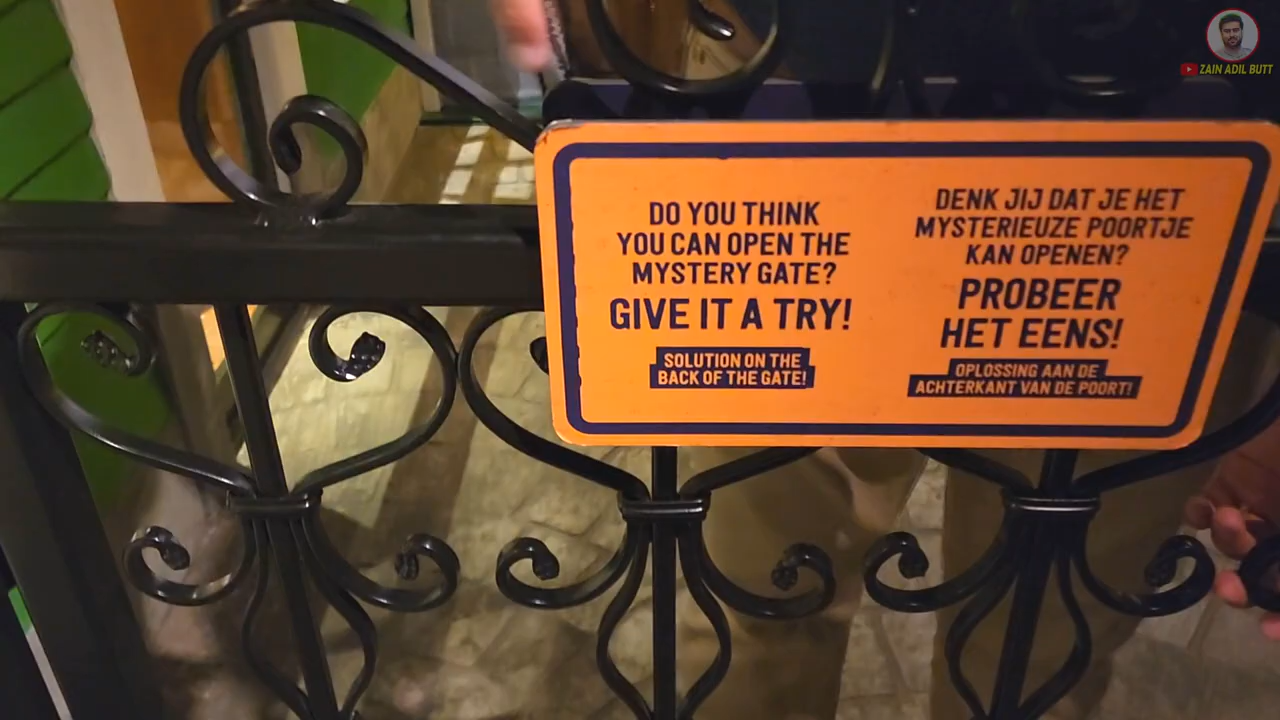 ZAIN ADIL BUTT
DO YOU THINK
YOU CAN OPEN THE
MYSTERY GATE?
GIVE IT A TRY!
SOLUTION ON THE
BACK OF THE GATE!
DENK JIJ DAT JE HET
MYSTERIEUZE POORTJE
KAN OPENEN?
PROBEER
HET EENS!
OPLOSSING AAN DE
ACHTERKANT VAN DE POORT!